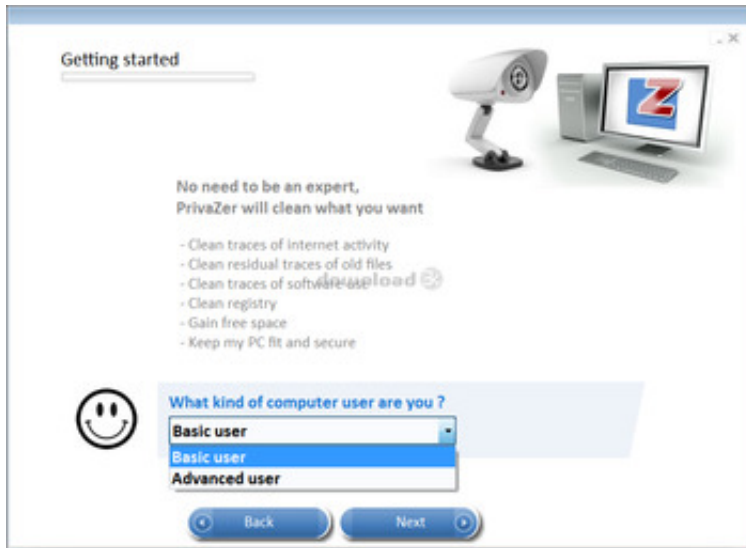 Getting started
No need to be an expert,
PrivaZer will clean what you want
- Clean traces of internet activity
- Clean residual traces of old files
- Clean traces of software use
download
- Clean registry
- Gain free space
- Keep my PC fit and secure
What kind of computer user are you ?
Basic user
Basic user
Advanced user
Back
Next
Z